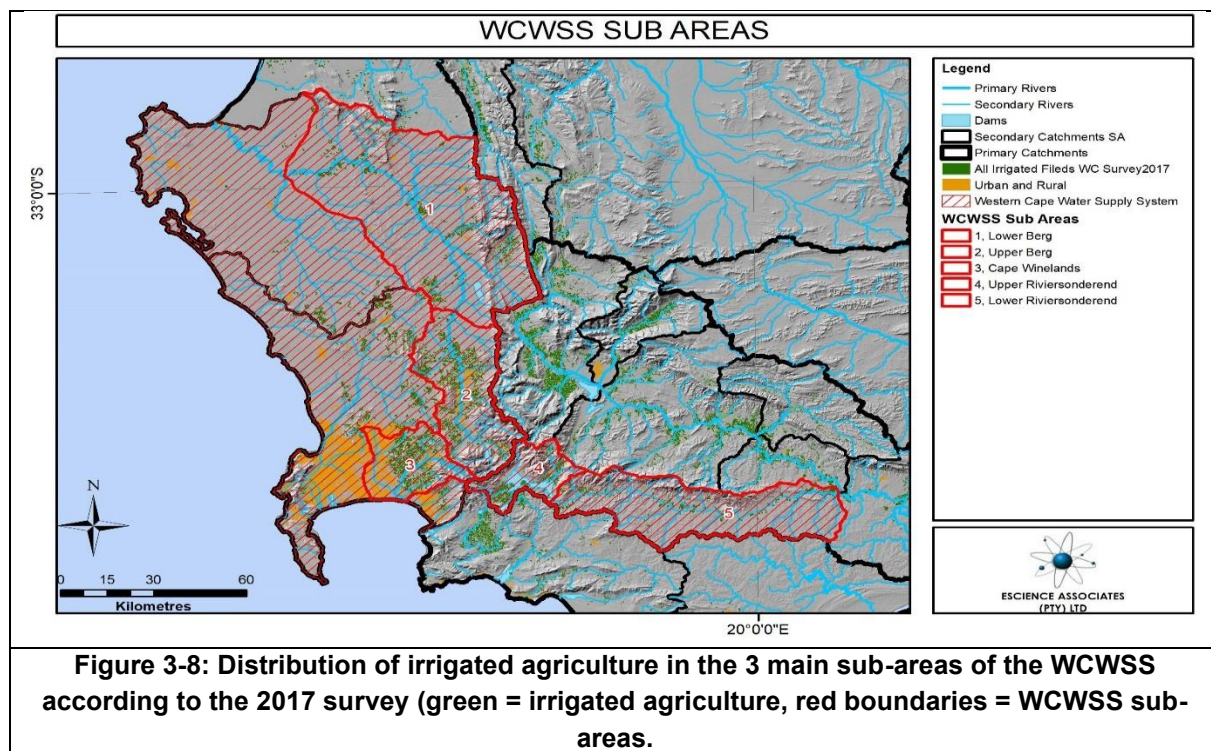 WCWSS SUB AREAS
33°0'0"S
1
2
3
4
5
N
0 15 30 60
Kilometres
20°0'0"E
Legend
Primary Rivers
Secondary Rivers
Dams
Secondary Catchments SA
Primary Catchments
All Irrigated Fileds WC Survey2017
Urban and Rural
Western Cape Water Supply System
WCWSS Sub Areas
1, Lower Berg
2, Upper Berg
3, Cape Winelands
4, Upper Riviersonderend
5, Lower Riviersonderend
ESCIENCE ASSOCIATES
(PTY) LTD
Figure 3-8: Distribution of irrigated agriculture in the 3 main sub-areas of the WCWSS
according to the 2017 survey (green = irrigated agriculture, red boundaries = WCWSS sub-
areas.